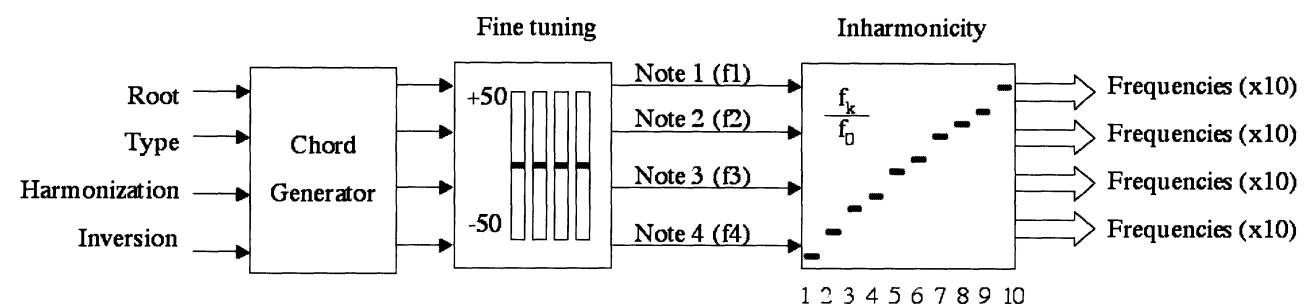 Fine tuning
Inharmonicity
Root
Type
Harmonization
Inversion
Chord
Generator
+50
-50
Note 1 (f1)
Note 2 (f2)
Note 3 (f3)
Note 4 (f4)
fk
f0
1 2 3 4 5 6 7 8 9 10
Frequencies (x10)
Frequencies (x10)
Frequencies (x10)
Frequencies (x10)